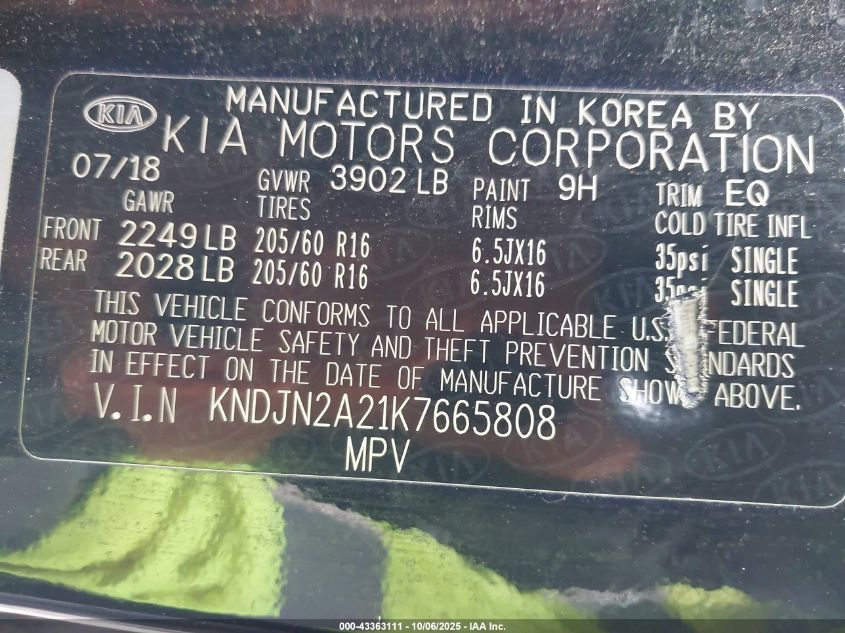 KIA
MANUFACTURED IN KOREA BY
KIA MOTORS CORPORATION
07/18 GVWR 3902 LB PAINT 9H TRIM EQ
GAWR TIRES RIMS COLD TIRE INFL
FRONT 2249 LB 205/60 R16 6.5JX16 35psi SINGLE
REAR 2028 LB 205/60 R16 6.5JX16 SINGLE
THIS VEHICLE CONFORMS TO ALL APPLICABLE U.S. FEDERAL
MOTOR VEHICLE SAFETY AND THEFT PREVENTION
IN EFFECT ON THE DATE OF MANUFACTURE ABOVE.
V.I.N KNDJN2A21K7665808
MPV
000-43363111 - 10/06/2025 - IAA Inc.